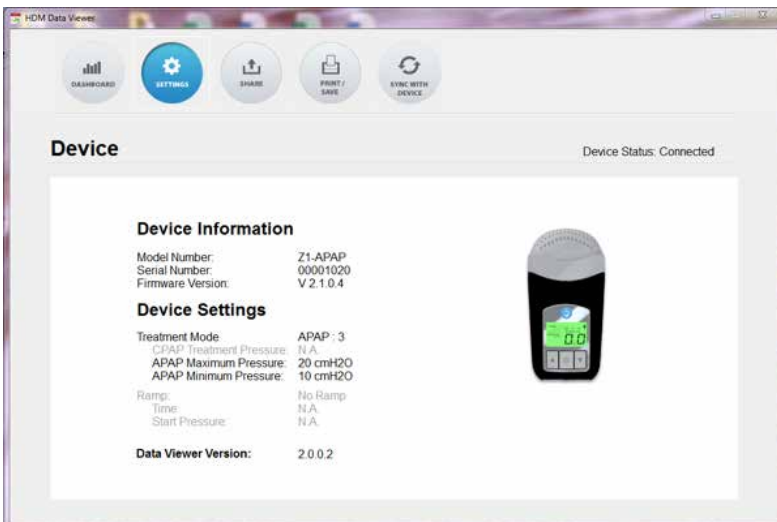 HDM Data Viewer
DASHBOARD
SETTINGS
SHARE
PRINT /
SAVE
SYNC WITH
DEVICE
Device
Device Status: Connected
Device Information
Model Number: Z1-APAP
Serial Number: 00001020
Firmware Version: V 2.1.0.4
Device Settings
Treatment Mode APAP : 3
CPAP Treatment Pressure: N.A.
APAP Maximum Pressure: 20 cmH2O
APAP Minimum Pressure: 10 cmH2O
Ramp: No Ramp
Time: N.A.
Start Pressure: N.A.
Data Viewer Version: 2.0.0.2
0.0